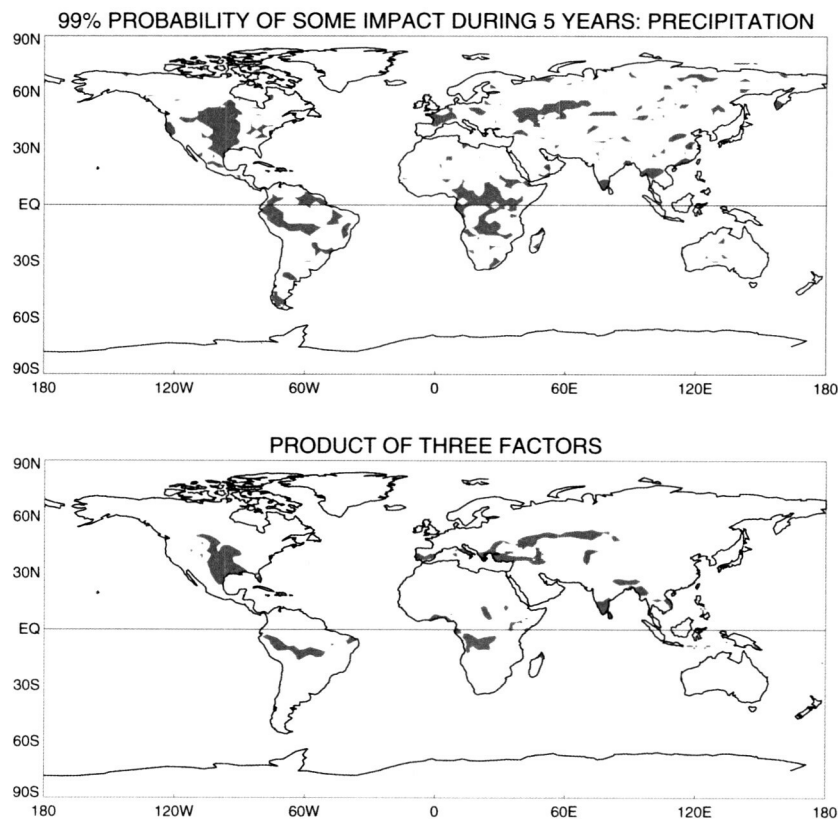 99% PROBABILITY OF SOME IMPACT DURING 5 YEARS: PRECIPITATION
90N
60N
30N
EQ
30S
60S
90S
180 120W 60W 0 60E 120E 180
PRODUCT OF THREE FACTORS
90N
60N
30N
EQ
30S
60S
90S
180 120W 60W 0 60E 120E 180